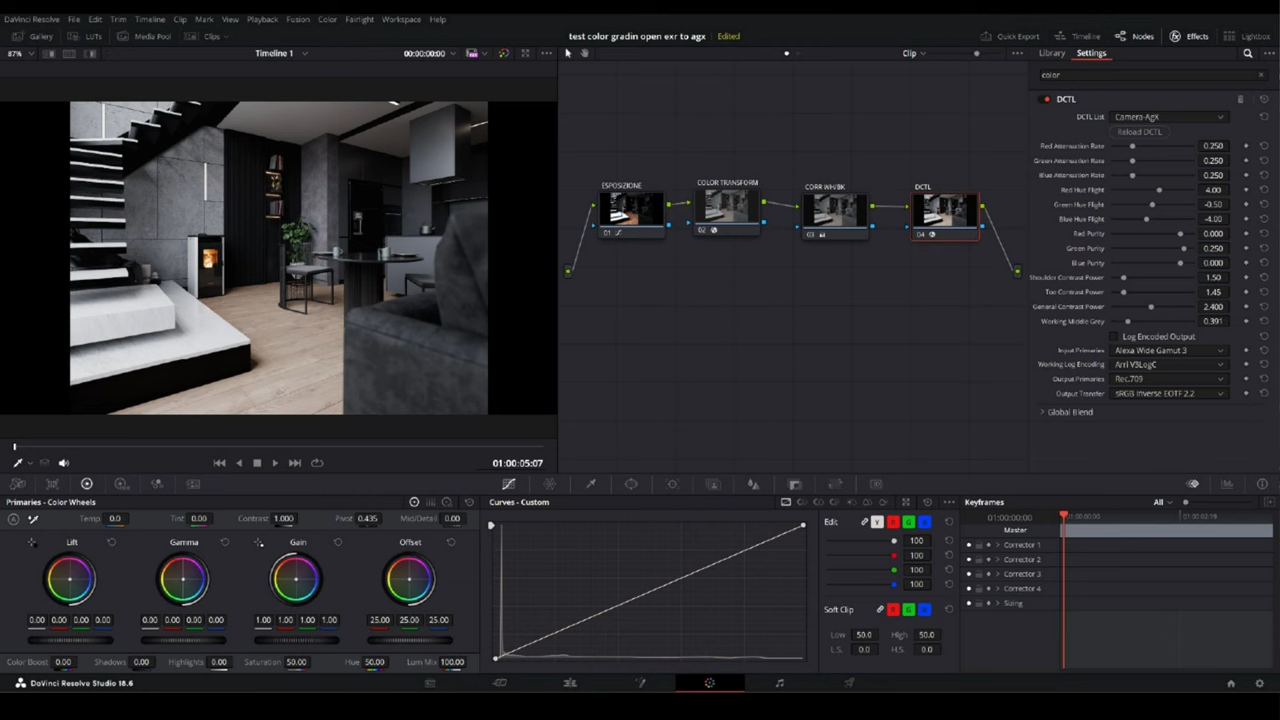 DaVinci Resolve File Edit Trim Timeline Clip Mark View Playback Fusion Color Fairlight Workspace Help
Gallery LUTs Media Pool Clips test color gradin open exr to agx Edited Quick Export Timeline Nodes Effects Lightbox
87% Timeline 1 00:00:00:00 Clip Library Settings
color
DCTL
DCTL List Camera-AgX
Reload DCTL
Red Attenuation Rate 0.250
Green Attenuation Rate 0.250
Blue Attenuation Rate 0.250
Red Hue Flight 4.00
Green Hue Flight -0.50
Blue Hue Flight -4.00
Red Purity 0.000
Green Purity 0.250
Blue Purity 0.000
Shoulder Contrast Power 1.50
Toe Contrast Power 1.45
General Contrast Power 2.400
Working Middle Grey 0.391
Log Encoded Output
Input Primaries Alexa Wide Gamut 3
Working Log Encoding Arri V3LogC
Output Primaries Rec.709
Output Transfer sRGB Inverse EOTF 2.2
Global Blend
ESPOSIZIONE COLOR TRANSFORM CORR WH/BK DCTL
01 02 03 04
01:00:05:07
Primaries - Color Wheels Curves - Custom Keyframes All
Temp 0.0 Tint 0.00 Contrast 1.000 Pivot 0.435 Mid/Detail 0.00
Lift Gamma Gain Offset
0.00 0.00 0.00 0.00 0.00 0.00 0.00 0.00 1.00 1.00 1.00 1.00 25.00 25.00 25.00
Color Boost 0.00 Shadows 0.00 Highlights 0.00 Saturation 50.00 Hue 50.00 Lum Mix 100.00
Edit Y R G B
100
100
100
100
Soft Clip R G B
Low 50.0 High 50.0
L.S. 0.0 H.S. 0.0
01:00:00:00 01:00:00:00 01:00:02:19
Master
Corrector 1
Corrector 2
Corrector 3
Corrector 4
Sizing
DaVinci Resolve Studio 18.6